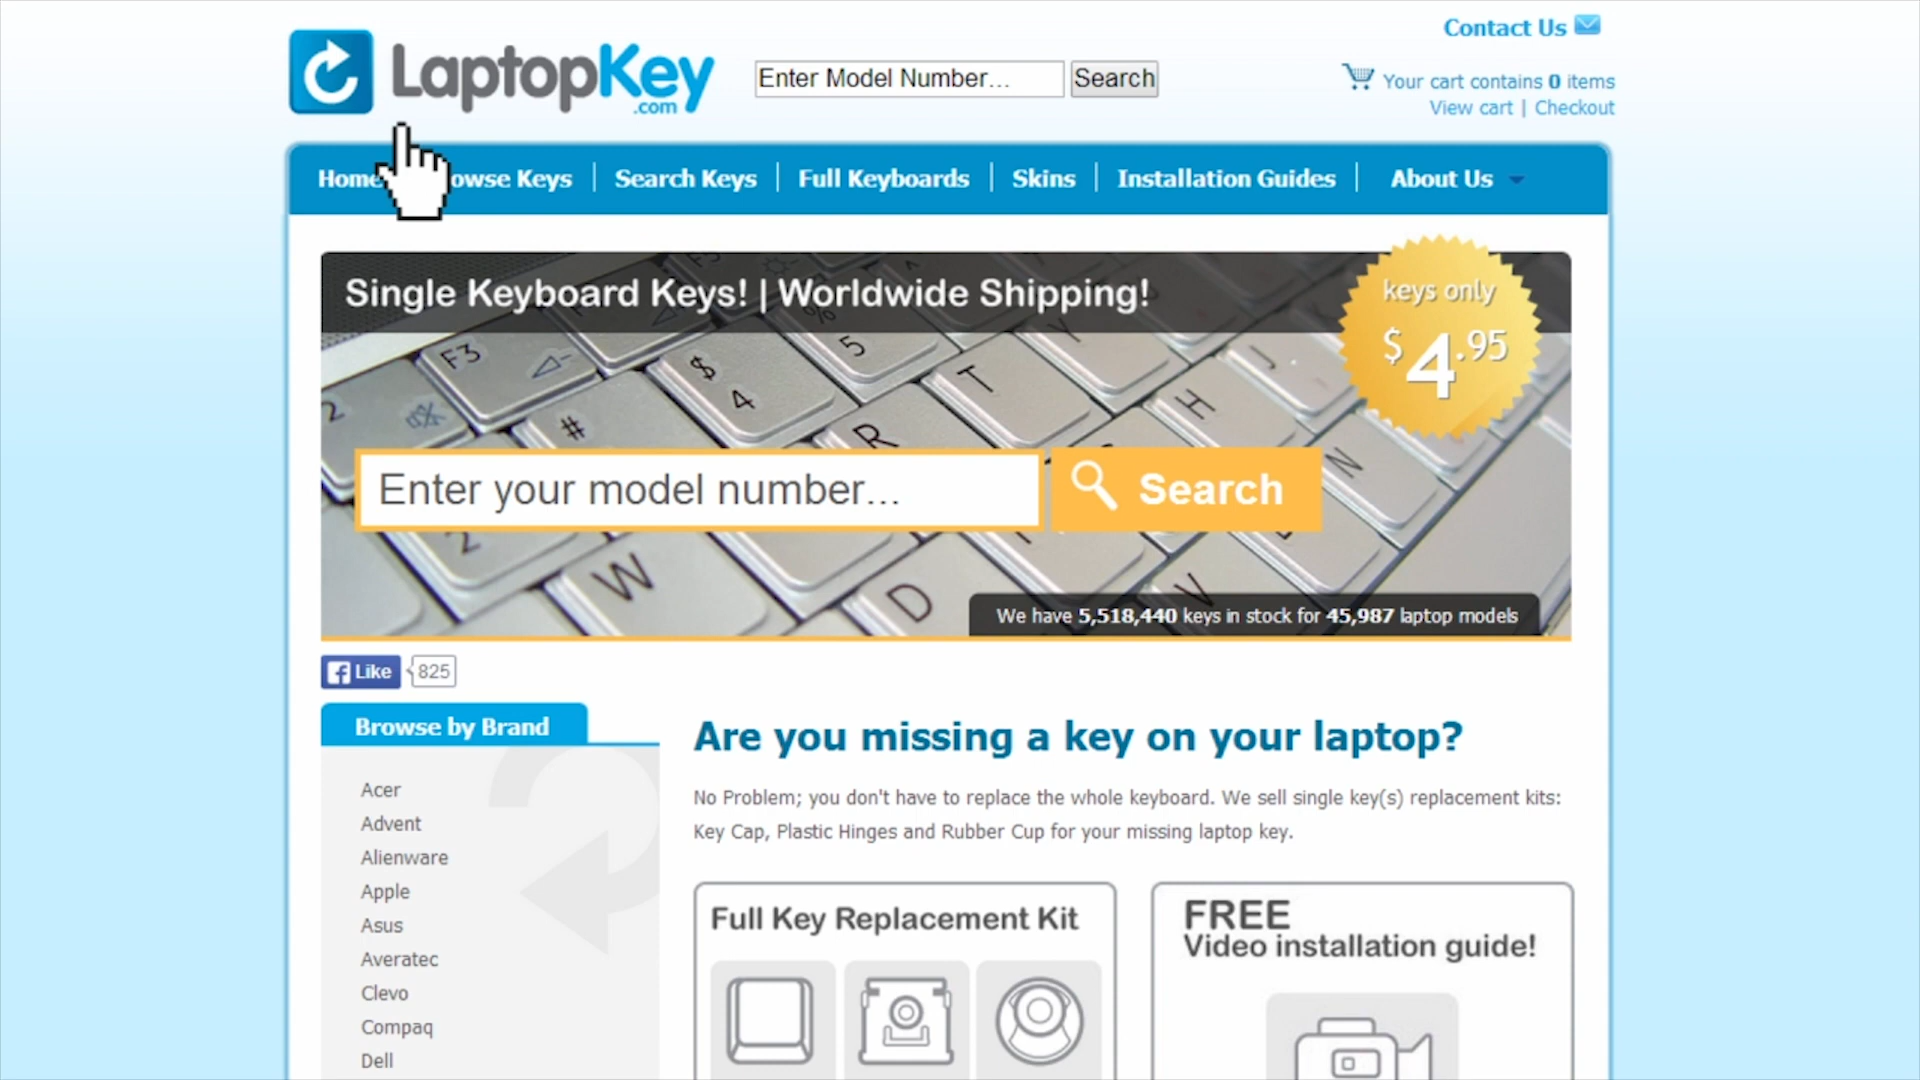 Contact Us
LaptopKey
.com
Enter Model Number...
Search
Your cart contains 0 items
View cart | Checkout
Home
owse Keys
Search Keys
Full Keyboards
Skins
Installation Guides
About Us
Single Keyboard Keys! | Worldwide Shipping!
keys only
$4.95
F3
$
4
5
%
T
H
J
2
#
R
N
Enter your model number...
Search
2
W
D
V
We have 5,518,440 keys in stock for 45,987 laptop models
Like
825
Browse by Brand
Are you missing a key on your laptop?
No Problem; you don't have to replace the whole keyboard. We sell single key(s) replacement kits:
Key Cap, Plastic Hinges and Rubber Cup for your missing laptop key.
Acer
Advent
Alienware
Apple
Asus
Averatec
Clevo
Compaq
Dell
Full Key Replacement Kit
FREE
Video installation guide!